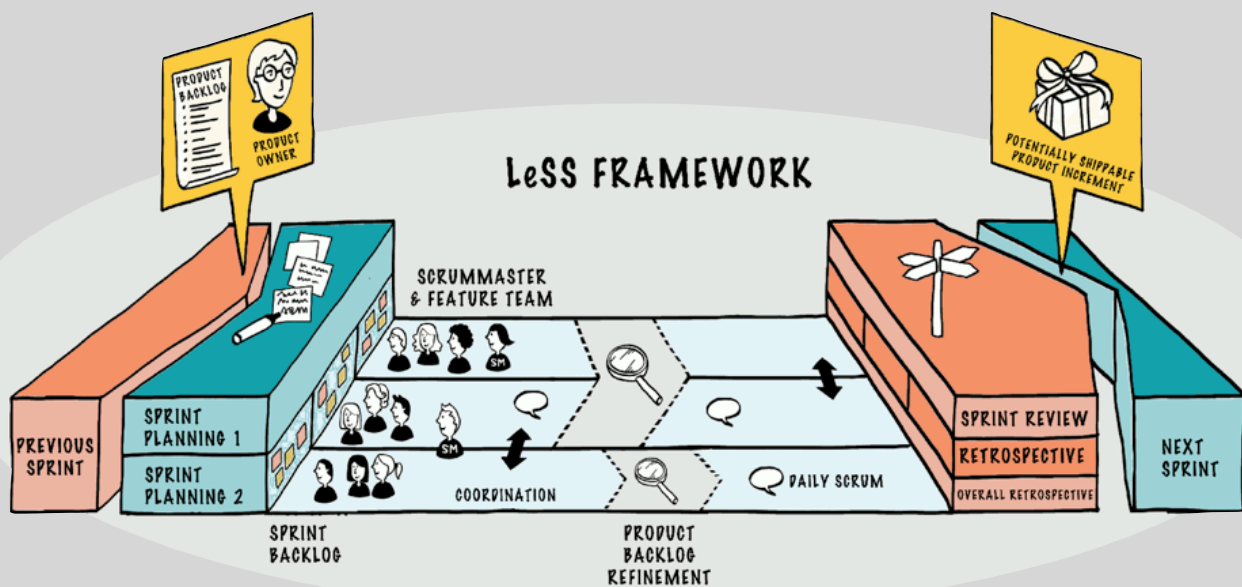 PRODUCT
BACKLOG
PRODUCT
OWNER
POTENTIALLY SHIPPABLE
PRODUCT INCREMENT
LeSS FRAMEWORK
SCRUMMASTER
& FEATURE TEAM
SM
SM
PREVIOUS
SPRINT
SPRINT
PLANNING 1
SPRINT
PLANNING 2
COORDINATION
DAILY SCRUM
SPRINT REVIEW
RETROSPECTIVE
OVERALL RETROSPECTIVE
NEXT
SPRINT
SPRINT
BACKLOG
PRODUCT
BACKLOG
REFINEMENT